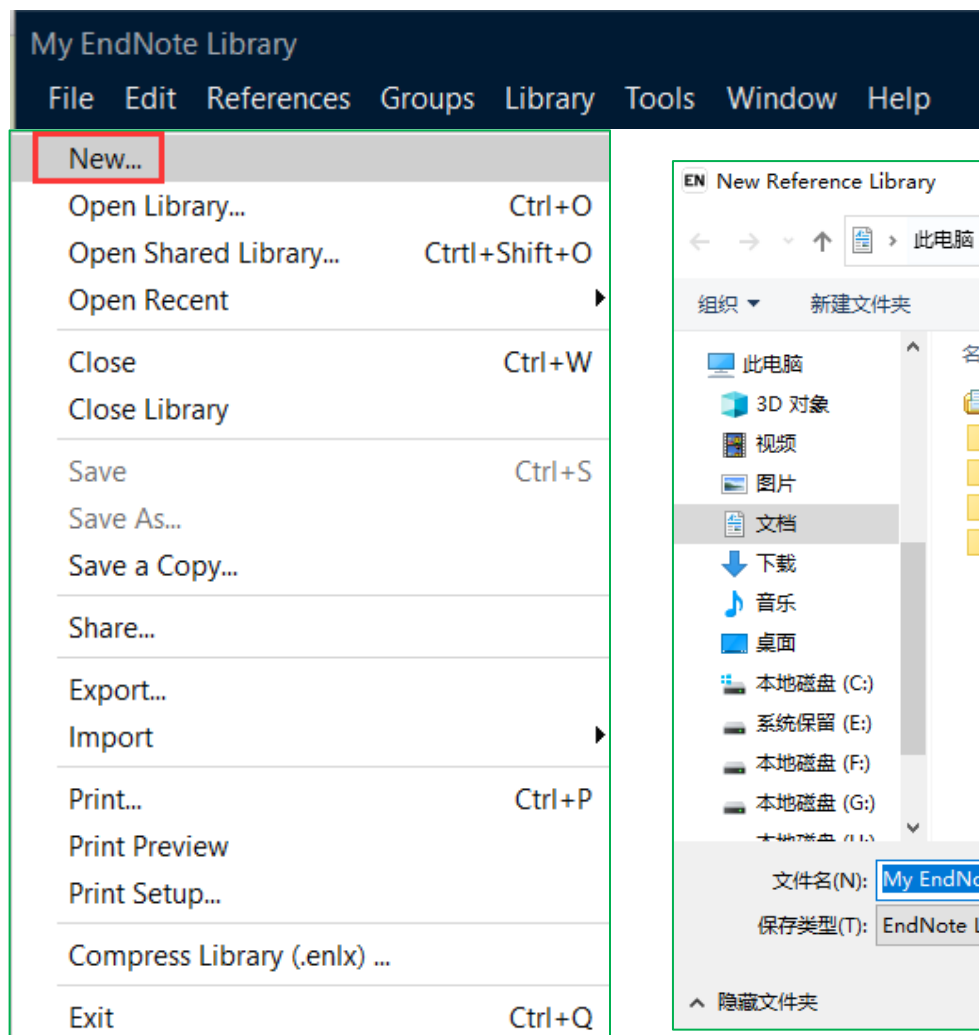 My EndNote Library
File Edit References Groups Library Tools Window Help
New...
Open Library... Ctrl+O
Open Shared Library... Ctrtl+Shift+O
Open Recent
Close Ctrl+W
Close Library
Save Ctrl+S
Save As...
Save a Copy...
Share...
Export...
Import
Print... Ctrl+P
Print Preview
Print Setup...
Compress Library (.enlx) ...
Exit Ctrl+Q
EN New Reference Library
此电脑
组织 新建文件夹
此电脑
3D 对象
视频
图片
文档
下载
音乐
桌面
本地磁盘 (C:)
系统保留 (E:)
本地磁盘 (F:)
本地磁盘 (G:)
文件名(N): My EndNo
保存类型(T): EndNote
隐藏文件夹